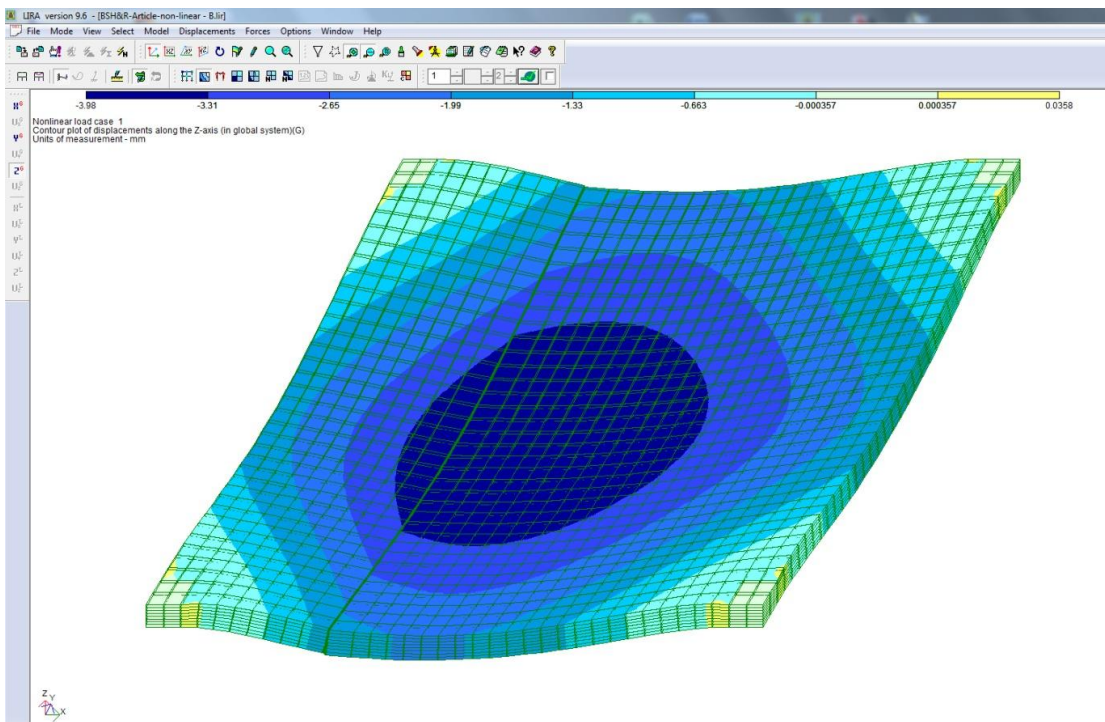 LIRA version 9.6 - [BSH&R-Article-non-linear - B.lir]
File Mode View Select Model Displacements Forces Options Window Help
1 2
-3.98 -3.31 -2.65 -1.99 -1.33 -0.663 -0.000357 0.000357 0.0358
Nonlinear load case 1
Contour plot of displacements along the Z-axis (in global system)(G)
Units of measurement - mm
Z Y
X